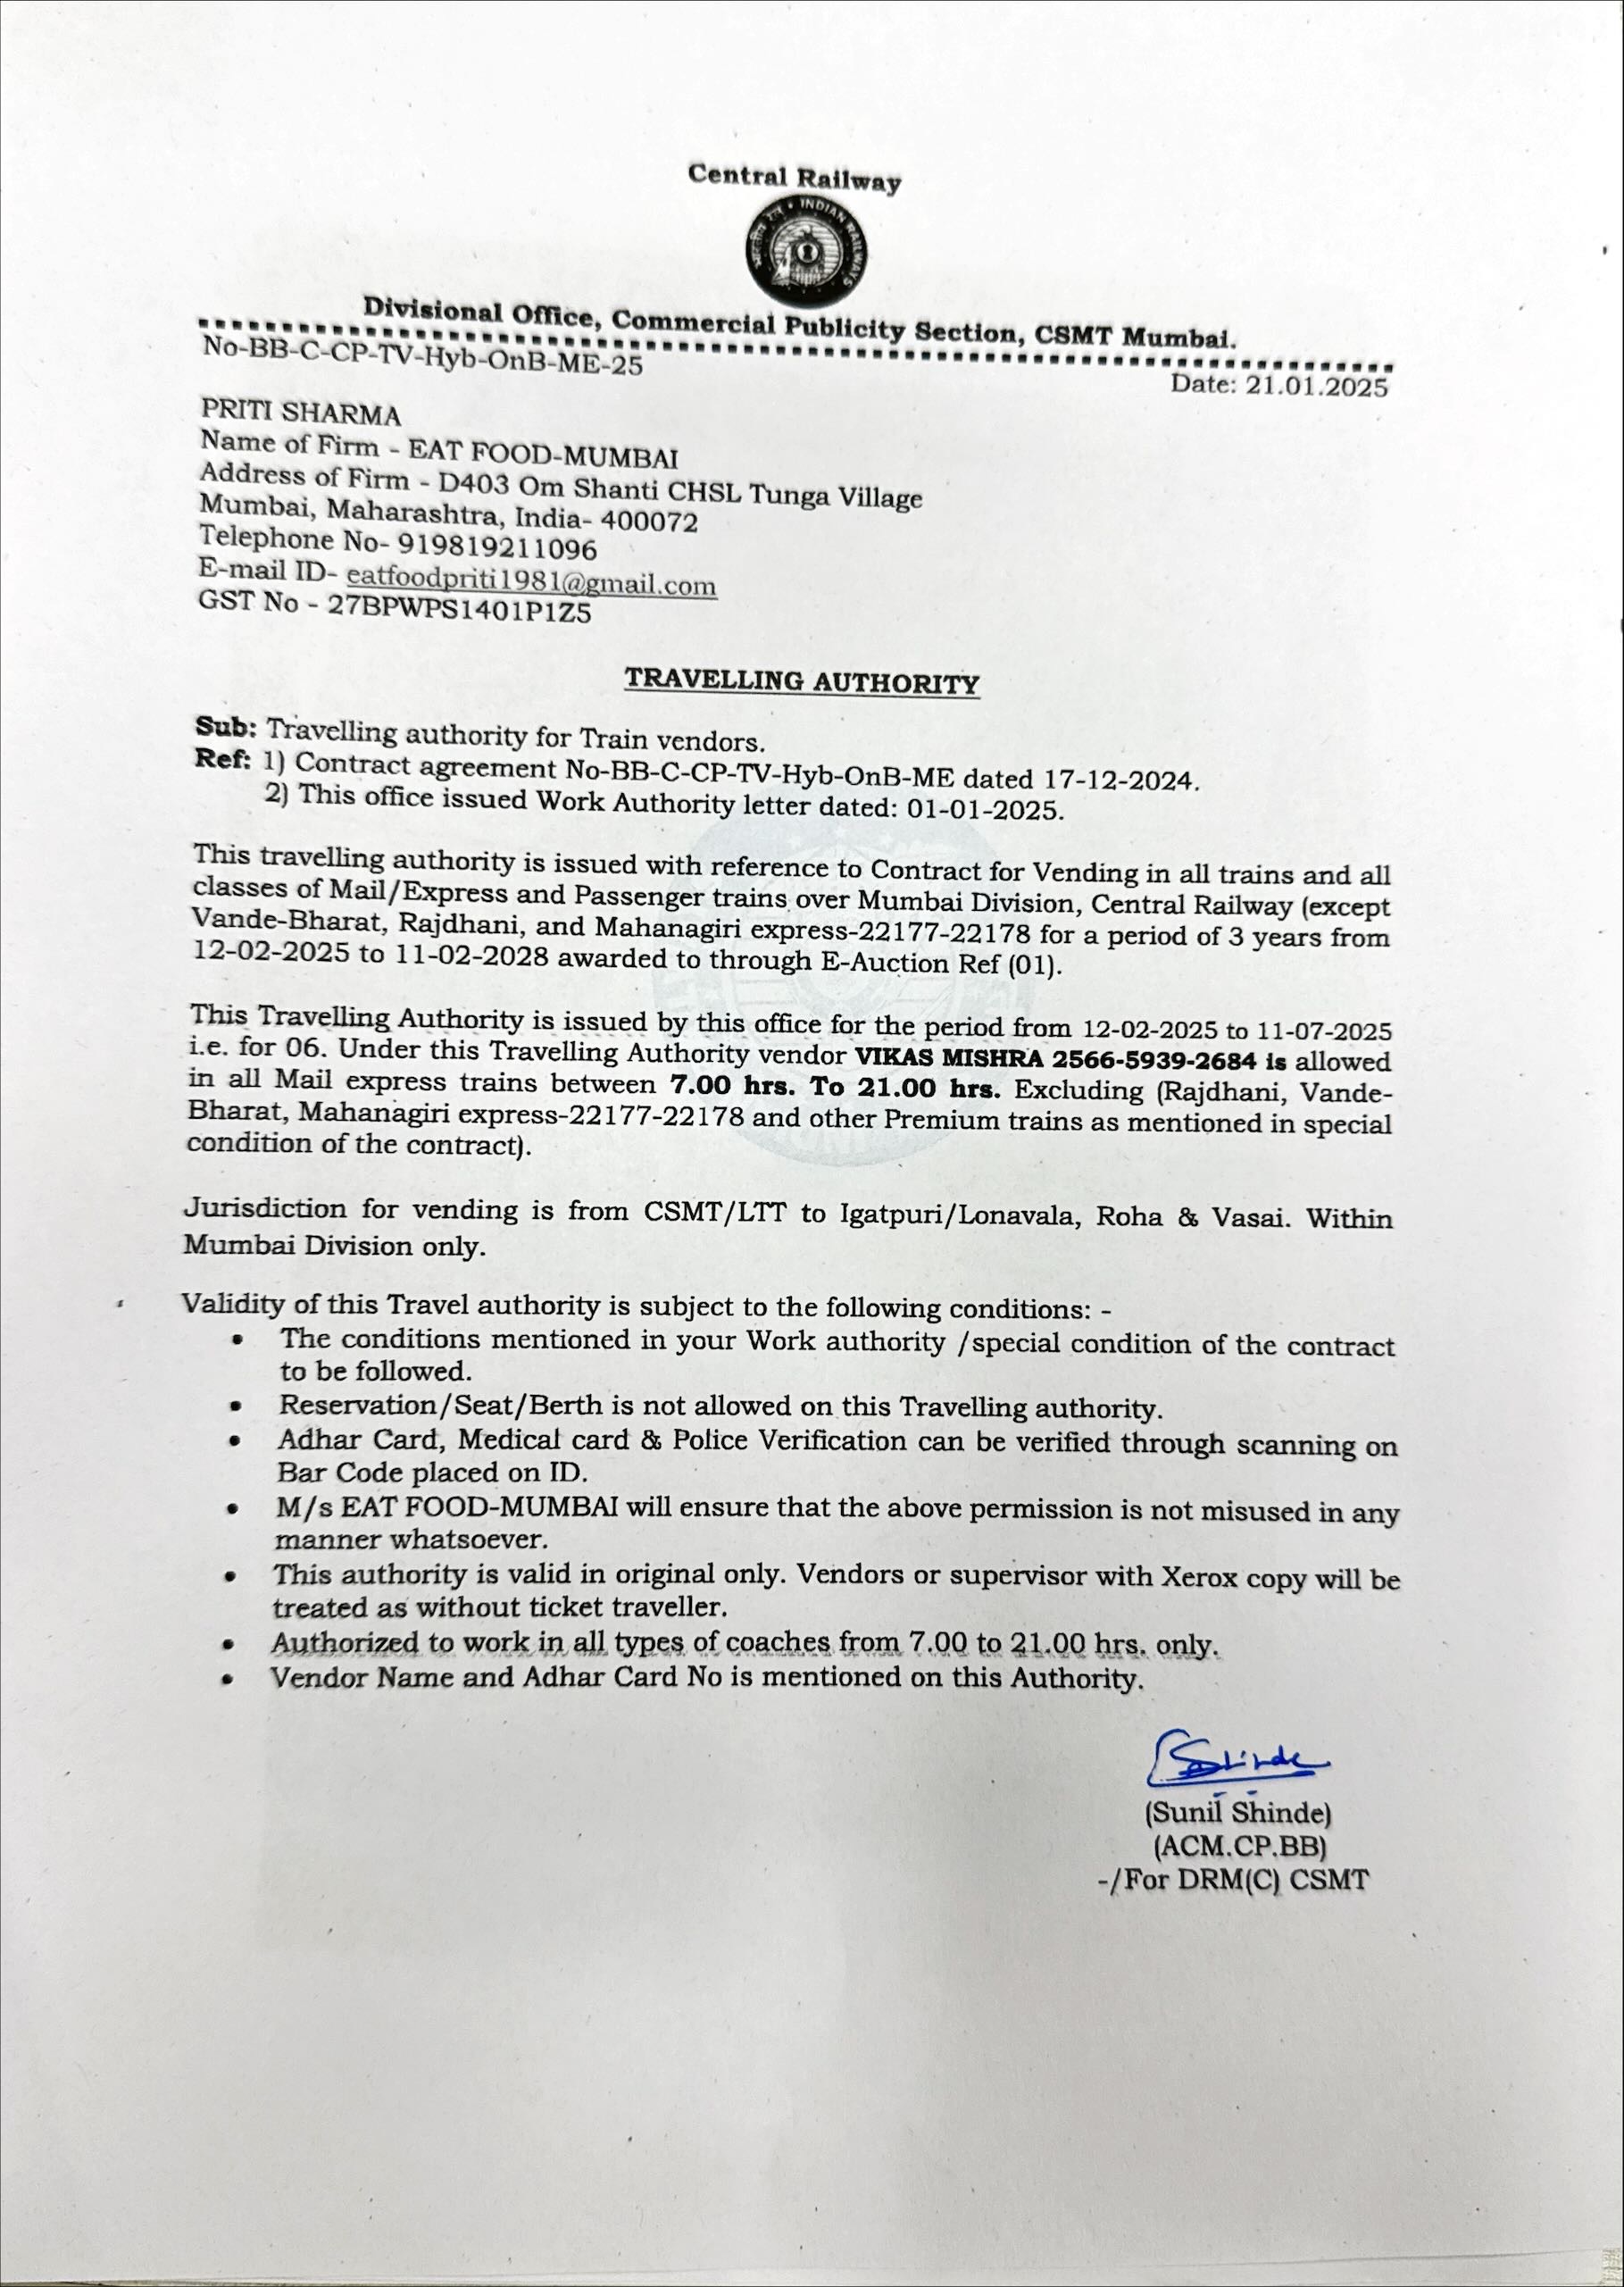 Central Railway
INDIAN RAILWAYS
Divisional Office, Commercial Publicity Section, CSMT Mumbai.
No-BB-C-CP-TV-Hyb-OnB-ME-25
Date: 21.01.2025
PRITI SHARMA
Name of Firm - EAT FOOD-MUMBAI
Address of Firm - D403 Om Shanti CHSL Tunga Village
Mumbai, Maharashtra, India- 400072
Telephone No- 919819211096
E-mail ID- eatfoodpriti1981@gmail.com
GST No - 27BPWPS1401P1Z5
TRAVELLING AUTHORITY
Sub: Travelling authority for Train vendors.
Ref: 1) Contract agreement No-BB-C-CP-TV-Hyb-OnB-ME dated 17-12-2024.
2) This office issued Work Authority letter dated: 01-01-2025.
This travelling authority is issued with reference to Contract for Vending in all trains and all
classes of Mail/Express and Passenger trains over Mumbai Division, Central Railway (except
Vande-Bharat, Rajdhani, and Mahanagiri express-22177-22178 for a period of 3 years from
12-02-2025 to 11-02-2028 awarded to through E-Auction Ref (01).
This Travelling Authority is issued by this office for the period from 12-02-2025 to 11-07-2025
i.e. for 06. Under this Travelling Authority vendor VIKAS MISHRA 2566-5939-2684 is allowed
in all Mail express trains between 7.00 hrs. To 21.00 hrs. Excluding (Rajdhani, Vande-
Bharat, Mahanagiri express-22177-22178 and other Premium trains as mentioned in special
condition of the contract).
Jurisdiction for vending is from CSMT/LTT to Igatpuri/Lonavala, Roha & Vasai. Within
Mumbai Division only.
Validity of this Travel authority is subject to the following conditions: -
• The conditions mentioned in your Work authority /special condition of the contract
to be followed.
• Reservation/Seat/Berth is not allowed on this Travelling authority.
• Adhar Card, Medical card & Police Verification can be verified through scanning on
Bar Code placed on ID.
• M/s EAT FOOD-MUMBAI will ensure that the above permission is not misused in any
manner whatsoever.
• This authority is valid in original only. Vendors or supervisor with Xerox copy will be
treated as without ticket traveller.
• Authorized to work in all types of coaches from 7.00 to 21.00 hrs. only.
• Vendor Name and Adhar Card No is mentioned on this Authority.
SShinde
(Sunil Shinde)
(ACM.CP.BB)
-/For DRM(C) CSMT